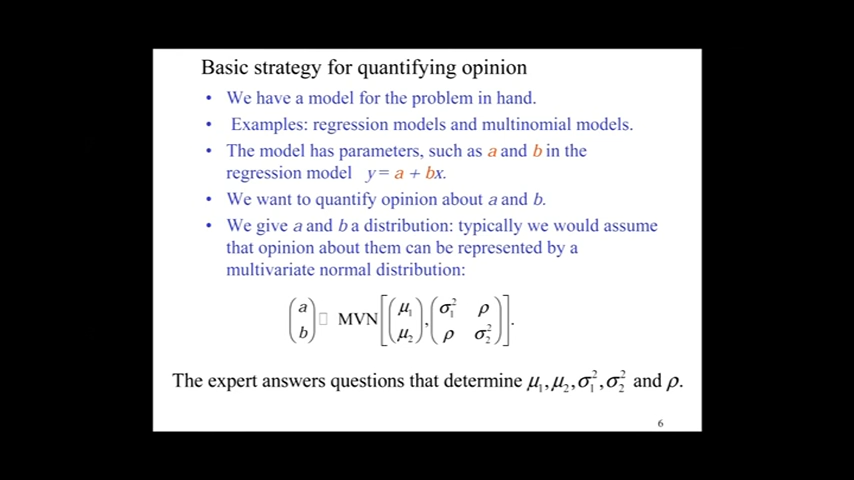 Basic strategy for quantifying opinion
• We have a model for the problem in hand.
• Examples: regression models and multinomial models.
• The model has parameters, such as a and b in the
regression model y = a + bx.
• We want to quantify opinion about a and b.
• We give a and b a distribution: typically we would assume
that opinion about them can be represented by a
multivariate normal distribution:
(a b) □ MVN[(μ₁ μ₂), (σ₁² ρ ρ σ₂²)].
The expert answers questions that determine μ₁, μ₂, σ₁², σ₂² and ρ.
6